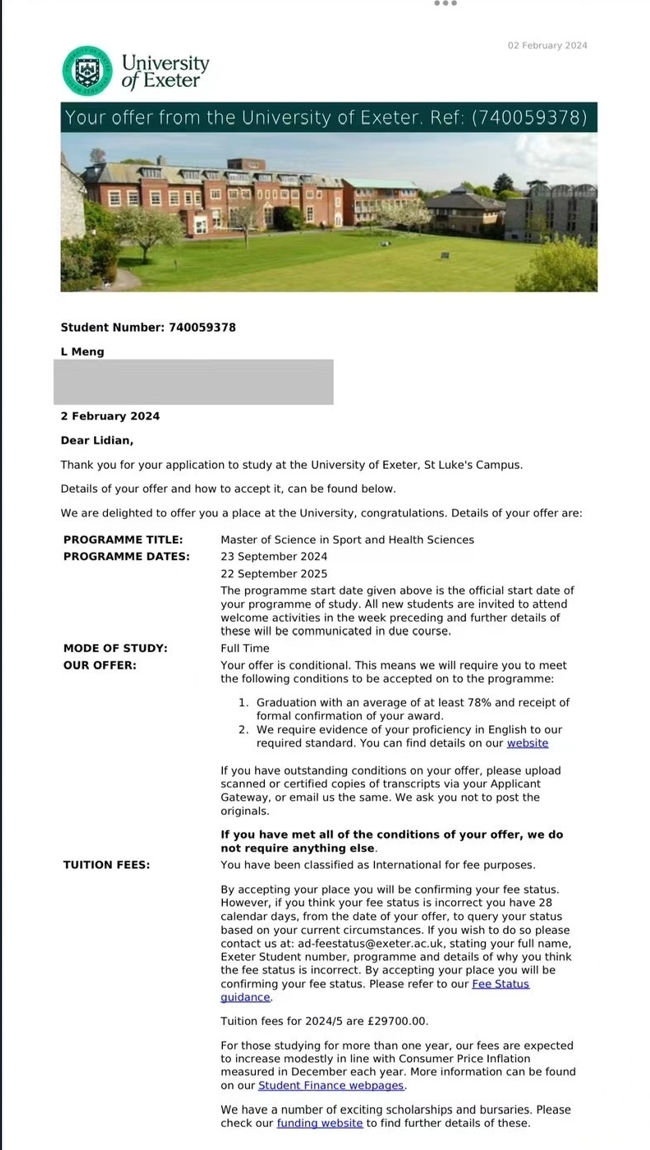 02 February 2024
University
of Exeter
Your offer from the University of Exeter. Ref: (740059378)
Student Number: 740059378
L Meng
2 February 2024
Dear Lidian,
Thank you for your application to study at the University of Exeter, St Luke's Campus.
Details of your offer and how to accept it, can be found below.
We are delighted to offer you a place at the University, congratulations. Details of your offer are:
PROGRAMME TITLE: Master of Science in Sport and Health Sciences
PROGRAMME DATES: 23 September 2024
22 September 2025
The programme start date given above is the official start date of
your programme of study. All new students are invited to attend
welcome activities in the week preceding and further details of
these will be communicated in due course.
MODE OF STUDY: Full Time
OUR OFFER: Your offer is conditional. This means we will require you to meet
the following conditions to be accepted on to the programme:
1. Graduation with an average of at least 78% and receipt of
formal confirmation of your award.
2. We require evidence of your proficiency in English to our
required standard. You can find details on our website
If you have outstanding conditions on your offer, please upload
scanned or certified copies of transcripts via your Applicant
Gateway, or email us the same. We ask you not to post the
originals.
If you have met all of the conditions of your offer, we do
not require anything else.
TUITION FEES: You have been classified as International for fee purposes.
By accepting your place you will be confirming your fee status.
However, if you think your fee status is incorrect you have 28
calendar days, from the date of your offer, to query your status
based on your current circumstances. If you wish to do so please
contact us at: ad-feestatus@exeter.ac.uk, stating your full name,
Exeter Student number, programme and details of why you think
the fee status is incorrect. By accepting your place you will be
confirming your fee status. Please refer to our Fee Status
guidance.
Tuition fees for 2024/5 are £29700.00.
For those studying for more than one year, our fees are expected
to increase modestly in line with Consumer Price Inflation
measured in December each year. More information can be found
on our Student Finance webpages.
We have a number of exciting scholarships and bursaries. Please
check our funding website to find further details of these.